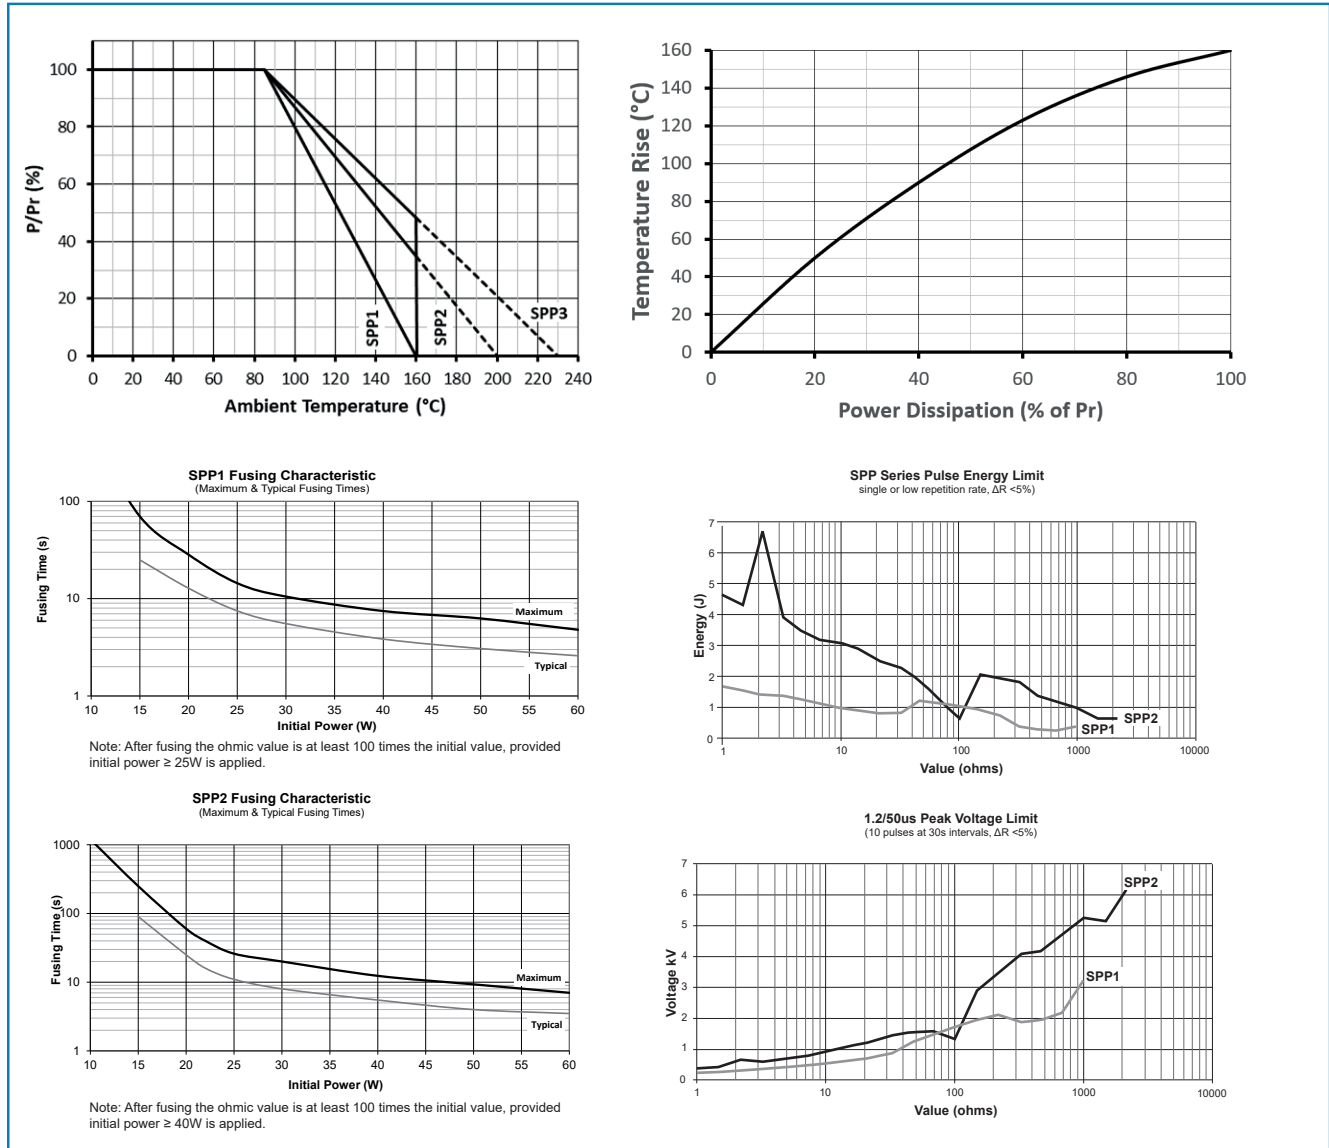 100
80
60
40
20
0
P/Pr (%)
SPP1
SPP2
SPP3
0 20 40 60 80 100 120 140 160 180 200 220 240
Ambient Temperature (°C)
160
140
120
100
80
60
40
20
0
Temperature Rise (°C)
0 20 40 60 80 100
Power Dissipation (% of Pr)
SPP1 Fusing Characteristic
(Maximum & Typical Fusing Times)
100
10
1
Fusing Time (s)
Maximum
Typical
10 15 20 25 30 35 40 45 50 55 60
Initial Power (W)
Note: After fusing the ohmic value is at least 100 times the initial value, provided
initial power ≥ 25W is applied.
SPP Series Pulse Energy Limit
single or low repetition rate, ΔR <5%)
7
6
5
4
3
2
1
0
Energy (J)
SPP2
SPP1
1 10 100 1000 10000
Value (ohms)
SPP2 Fusing Characteristic
(Maximum & Typical Fusing Times)
1000
100
10
1
Fusing Time (s)
Maximum
Typical
10 15 20 25 30 35 40 45 50 55 60
Initial Power (W)
Note: After fusing the ohmic value is at least 100 times the initial value, provided
initial power ≥ 40W is applied.
1.2/50us Peak Voltage Limit
(10 pulses at 30s intervals, ΔR <5%)
7
6
5
4
3
2
1
0
Voltage kV
SPP2
SPP1
1 10 100 1000 10000
Value (ohms)